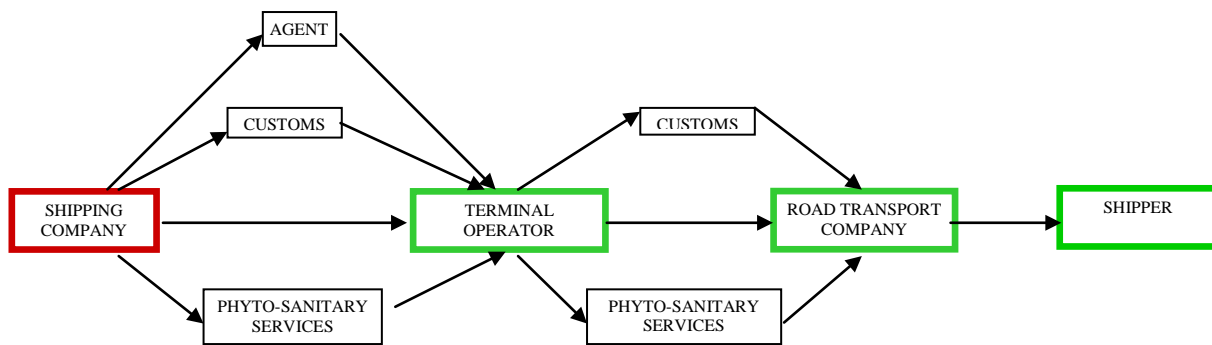 AGENT
CUSTOMS
CUSTOMS
SHIPPING
COMPANY
TERMINAL
OPERATOR
ROAD TRANSPORT
COMPANY
SHIPPER
PHYTO-SANITARY
SERVICES
PHYTO-SANITARY
SERVICES